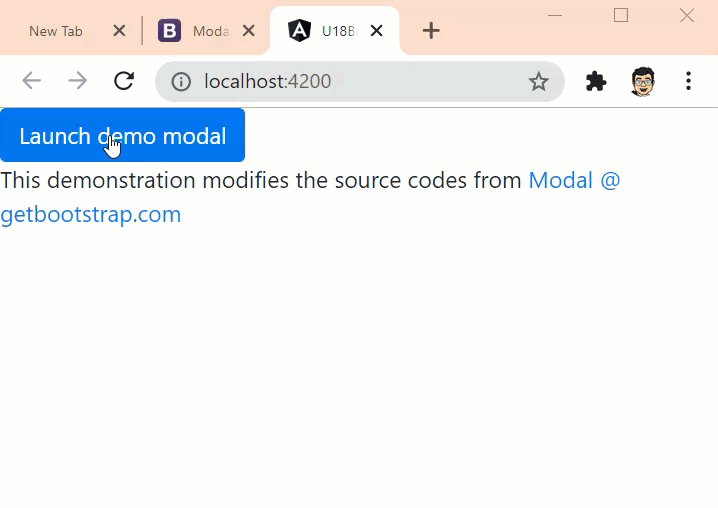 New Tab
Moda
U18B
localhost:4200
Launch demo modal
This demonstration modifies the source codes from Modal @
getbootstrap.com